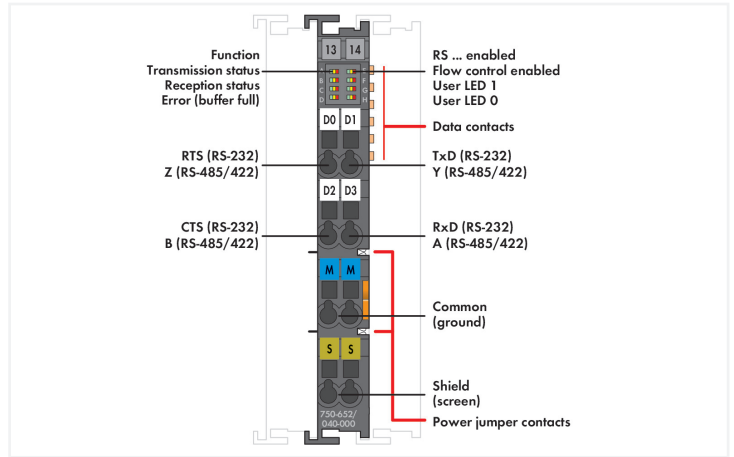 13 14
Function
Transmission status
Reception status
Error (buffer full)
RS ... enabled
Flow control enabled
User LED 1
User LED 0
A
B
C
D
E
F
G
H
Data contacts
D0 D1
RTS (RS-232)
Z (RS-485/422)
TxD (RS-232)
Y (RS-485/422)
D2 D3
CTS (RS-232)
B (RS-485/422)
RxD (RS-232)
A (RS-485/422)
M M
Common
(ground)
S S
Shield
(screen)
750-652/
040-000
Power jumper contacts